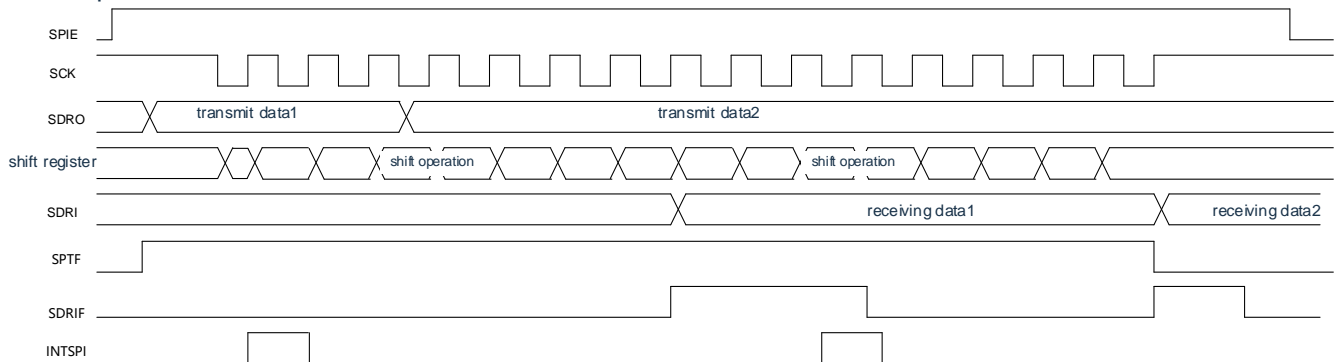 SPIE
SCK
SDRO transmit data1 transmit data2
shift register shift operation shift operation
SDRI receiving data1 receiving data2
SPTF
SDRIF
INTSPI